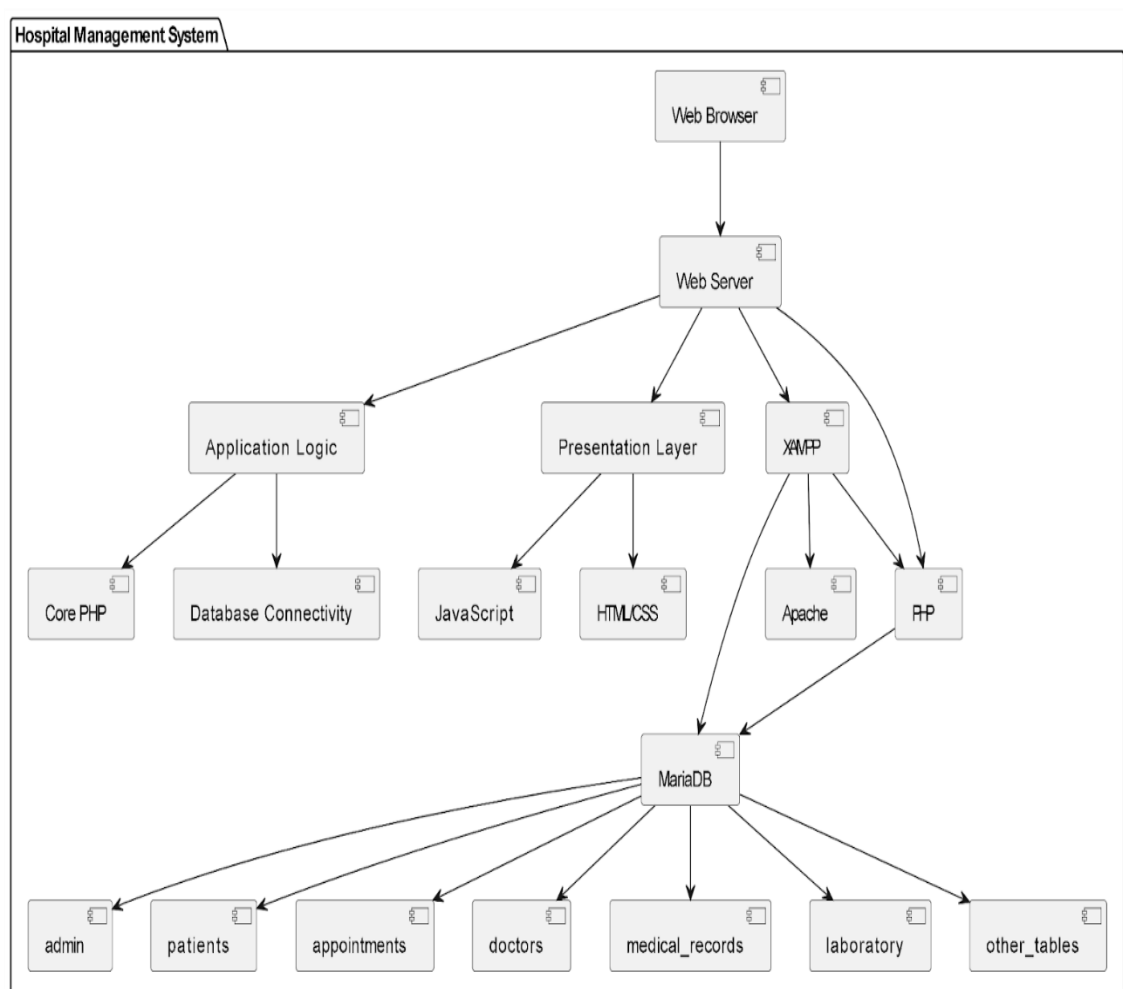 Hospital Management System
Web Browser
Web Server
Application Logic
Presentation Layer
XAMPP
Core PHP
Database Connectivity
JavaScript
HTML/CSS
Apache
PHP
MariaDB
admin
patients
appointments
doctors
medical_records
laboratory
other_tables